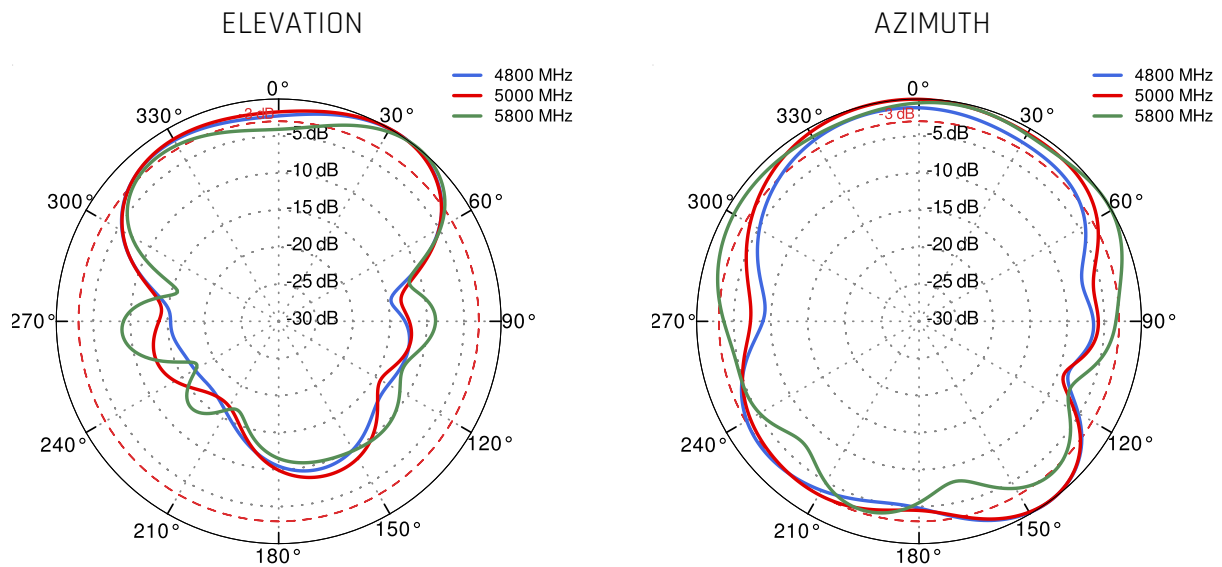 ELEVATION
4800 MHz
5000 MHz
5800 MHz
0°
30°
60°
90°
120°
150°
180°
210°
240°
270°
300°
330°
-3 dB
-5 dB
-10 dB
-15 dB
-20 dB
-25 dB
-30 dB
AZIMUTH
4800 MHz
5000 MHz
5800 MHz
0°
30°
60°
90°
120°
150°
180°
210°
240°
270°
300°
330°
-3 dB
-5 dB
-10 dB
-15 dB
-20 dB
-25 dB
-30 dB